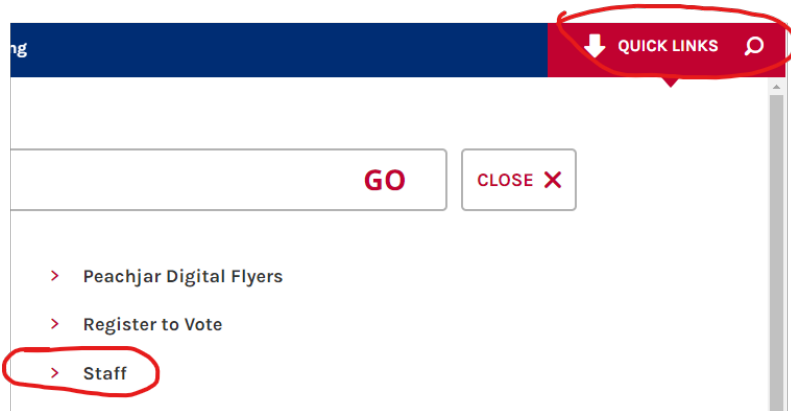 ng
QUICK LINKS
GO
CLOSE
Peachjar Digital Flyers
Register to Vote
Staff